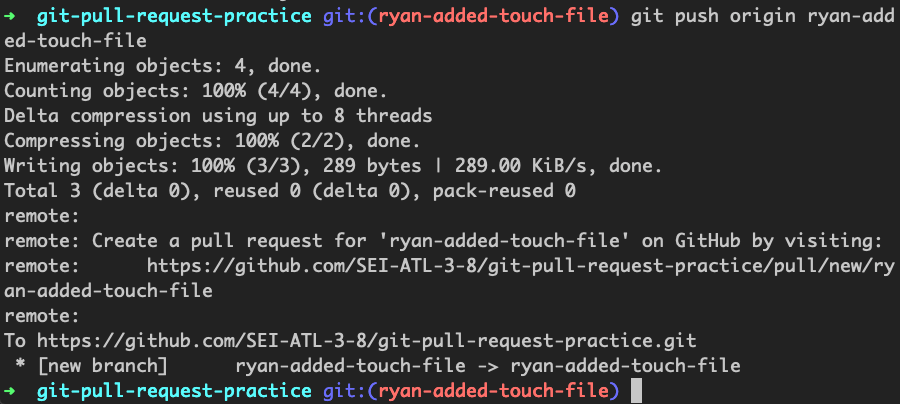 ➜  git-pull-request-practice git:(ryan-added-touch-file) git push origin ryan-add
ed-touch-file
Enumerating objects: 4, done.
Counting objects: 100% (4/4), done.
Delta compression using up to 8 threads
Compressing objects: 100% (2/2), done.
Writing objects: 100% (3/3), 289 bytes | 289.00 KiB/s, done.
Total 3 (delta 0), reused 0 (delta 0), pack-reused 0
remote:
remote: Create a pull request for 'ryan-added-touch-file' on GitHub by visiting:
remote:      https://github.com/SEI-ATL-3-8/git-pull-request-practice/pull/new/ry
an-added-touch-file
remote:
To https://github.com/SEI-ATL-3-8/git-pull-request-practice.git
 * [new branch]      ryan-added-touch-file -> ryan-added-touch-file
➜  git-pull-request-practice git:(ryan-added-touch-file)